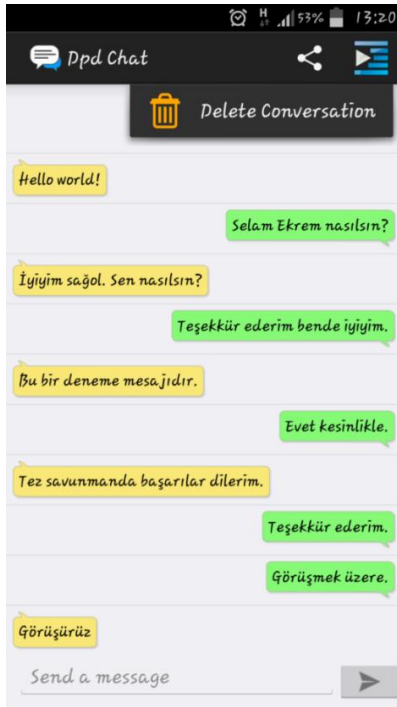 H 53% 13:20
Dpd Chat
Delete Conversation
Hello world!
Selam Ekrem nasılsın?
İyiyim sağol. Sen nasılsın?
Teşekkür ederim bende iyiyim.
Bu bir deneme mesajıdır.
Evet kesinlikle.
Tez savunmanda başarılar dilerim.
Teşekkür ederim.
Görüşmek üzere.
Görüşürüz
Send a message